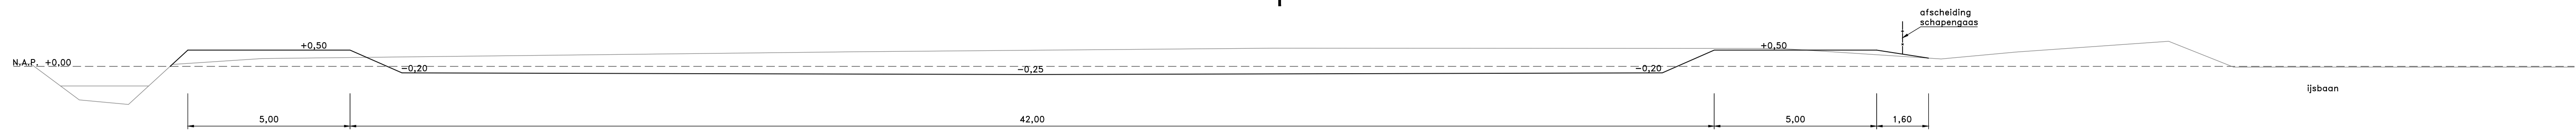 afscheiding
schapengaas
+0,50
+0,50
N.A.P. +0.00
-0,20
-0,25
-0,20
ijsbaan
5,00
42,00
5,00
1,60